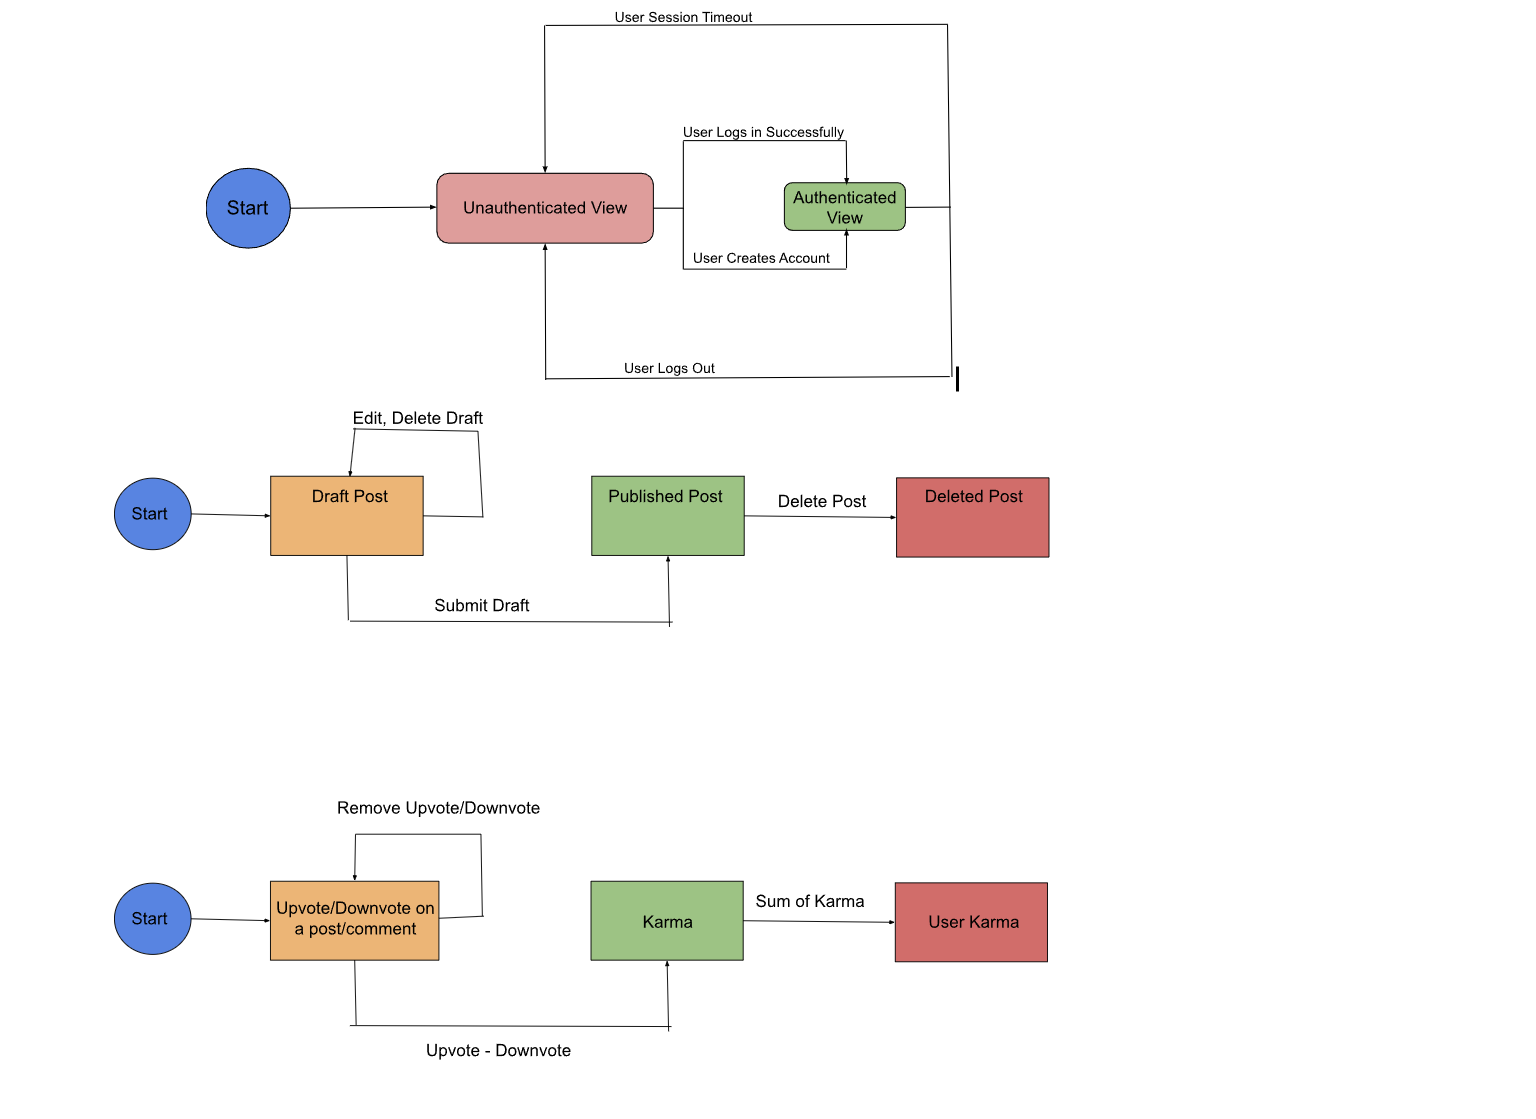 User Session Timeout
User Logs in Successfully
Start
Unauthenticated View
Authenticated
View
User Creates Account
User Logs Out
Edit, Delete Draft
Start
Draft Post
Published Post
Delete Post
Deleted Post
Submit Draft
Remove Upvote/Downvote
Start
Upvote/Downvote on
a post/comment
Karma
Sum of Karma
User Karma
Upvote - Downvote